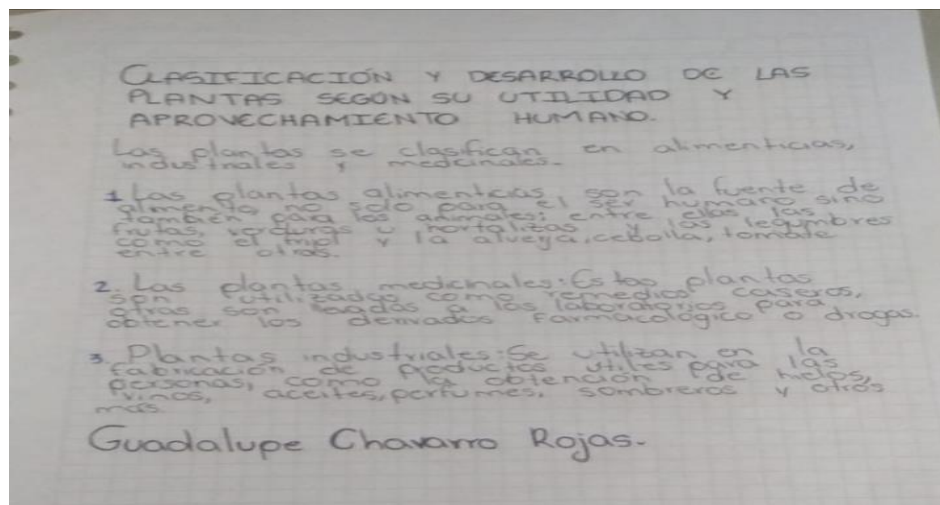 CLASIFICACIÓN Y DESARROLLO DE LAS
PLANTAS SEGÚN SU UTILIDAD Y
APROVECHAMIENTO HUMANO.
Las plantas se clasifican en alimenticias,
industriales y medicinales.
1. Las plantas alimenticias, son la fuente de
alimento no solo para el ser humano sino
también para los animales: entre ellas las
frutas, verduras u hortalizas y las legumbres
como el frijol y la alveja, cebolla, tomate
entre otras.
2. Las plantas medicinales: Estas plantas
son utilizadas como remedios caseros,
otras son llevadas a los laboratorios para
obtener los derivados farmacológico o drogas.
3. Plantas industriales: Se utilizan en la
fabricación de productos utiles para las
personas, como la obtención de hielos,
vinos, aceites, perfumes, sombreros y otros
más.
Guadalupe Chavarro Rojas.